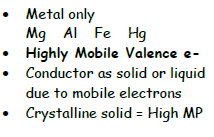 • Metal only
Mg Al Fe Hg
• Highly Mobile Valence e-
• Conductor as solid or liquid
due to mobile electrons
• Crystalline solid = High MP